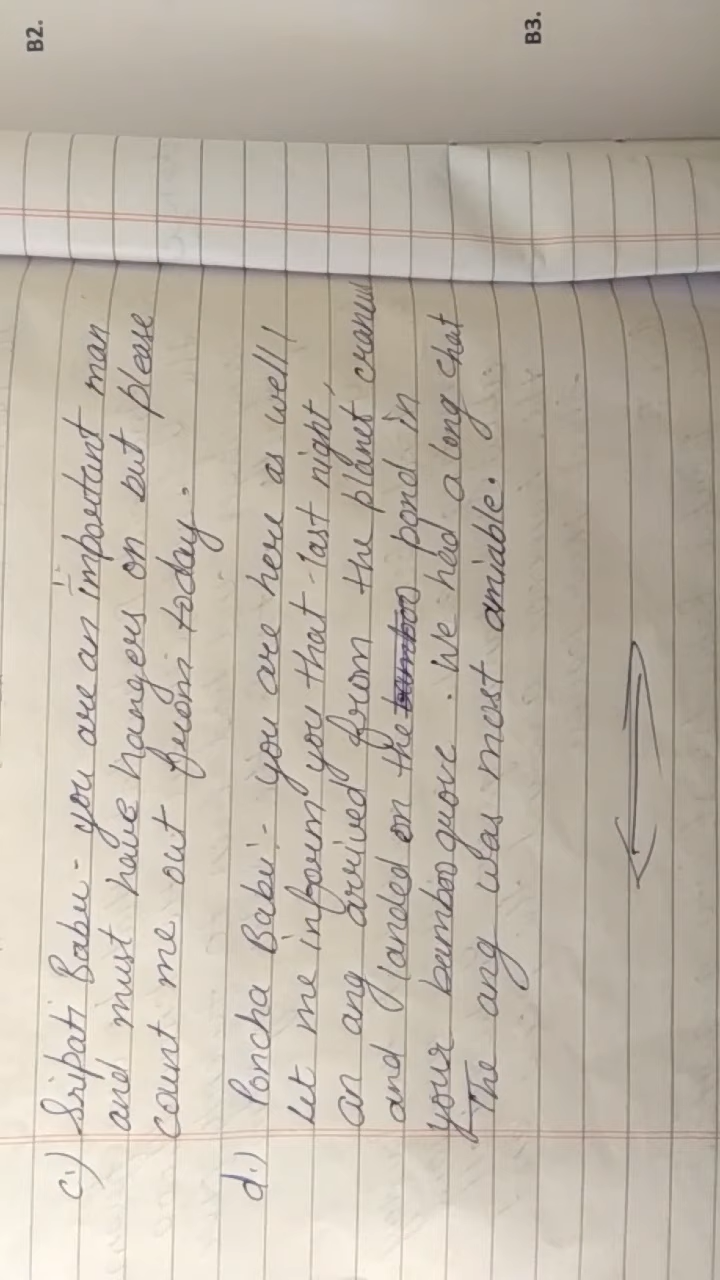 B2.
B3.
c.) Sripati Babu - you are an important man
and must have hangers on but please
count me out from today.
d.) Poncha Babu - you are here as well!
Let me inform you that last night,
an ang arrived from the planet
and landed on the bamboo pond in
your bamboo grove. We had a long chat
The ang was most amiable.